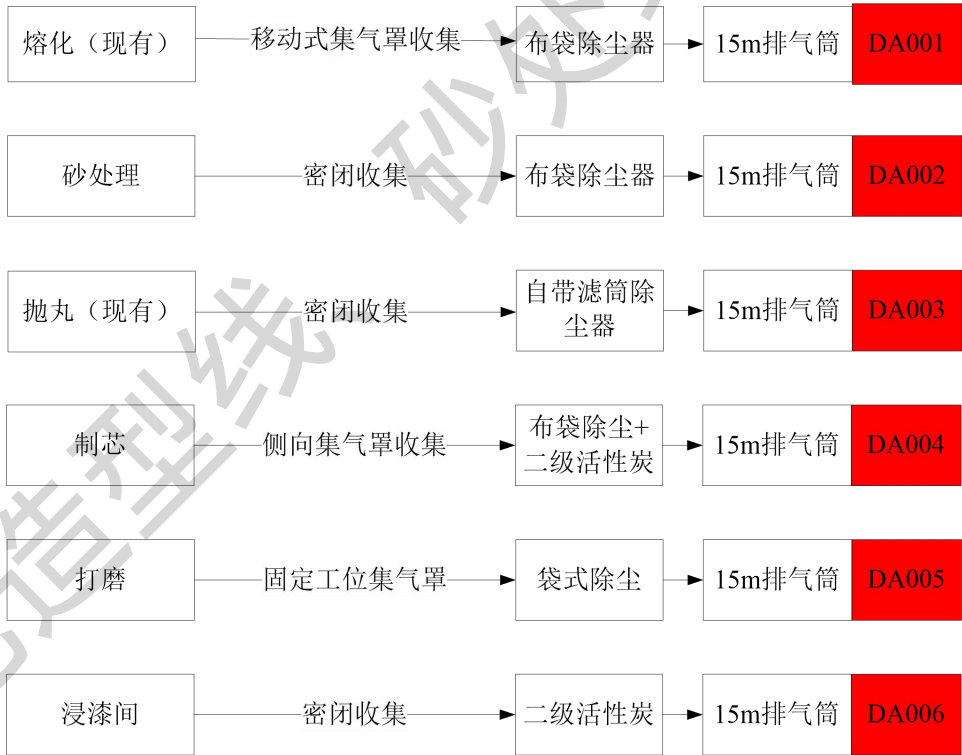 熔化（现有） 移动式集气罩收集 布袋除尘器 15m排气筒 DA001
砂处理 密闭收集 布袋除尘器 15m排气筒 DA002
抛丸（现有） 密闭收集 自带滤筒除
尘器 15m排气筒 DA003
制芯 侧向集气罩收集 布袋除尘+
二级活性炭 15m排气筒 DA004
打磨 固定工位集气罩 袋式除尘 15m排气筒 DA005
浸漆间 密闭收集 二级活性炭 15m排气筒 DA006
造型线、砂处